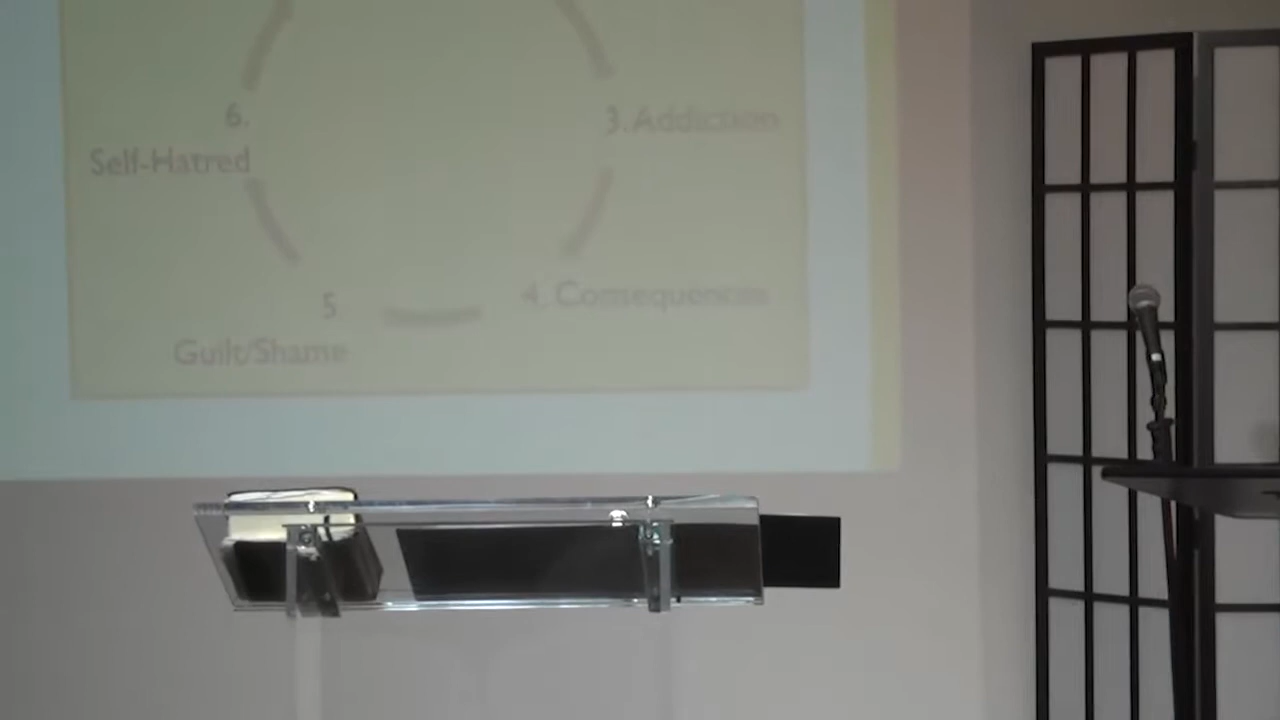 6.
Self-Hatred
3.Addiction
4. Consequences
5
Guilt/Shame